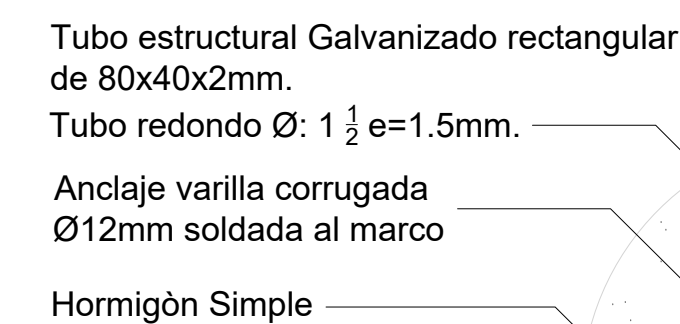 Tubo estructural Galvanizado rectangular
de 80x40x2mm.
Tubo redondo Ø: 1 1/2 e=1.5mm.
Anclaje varilla corrugada
Ø12mm soldada al marco
Hormigòn Simple